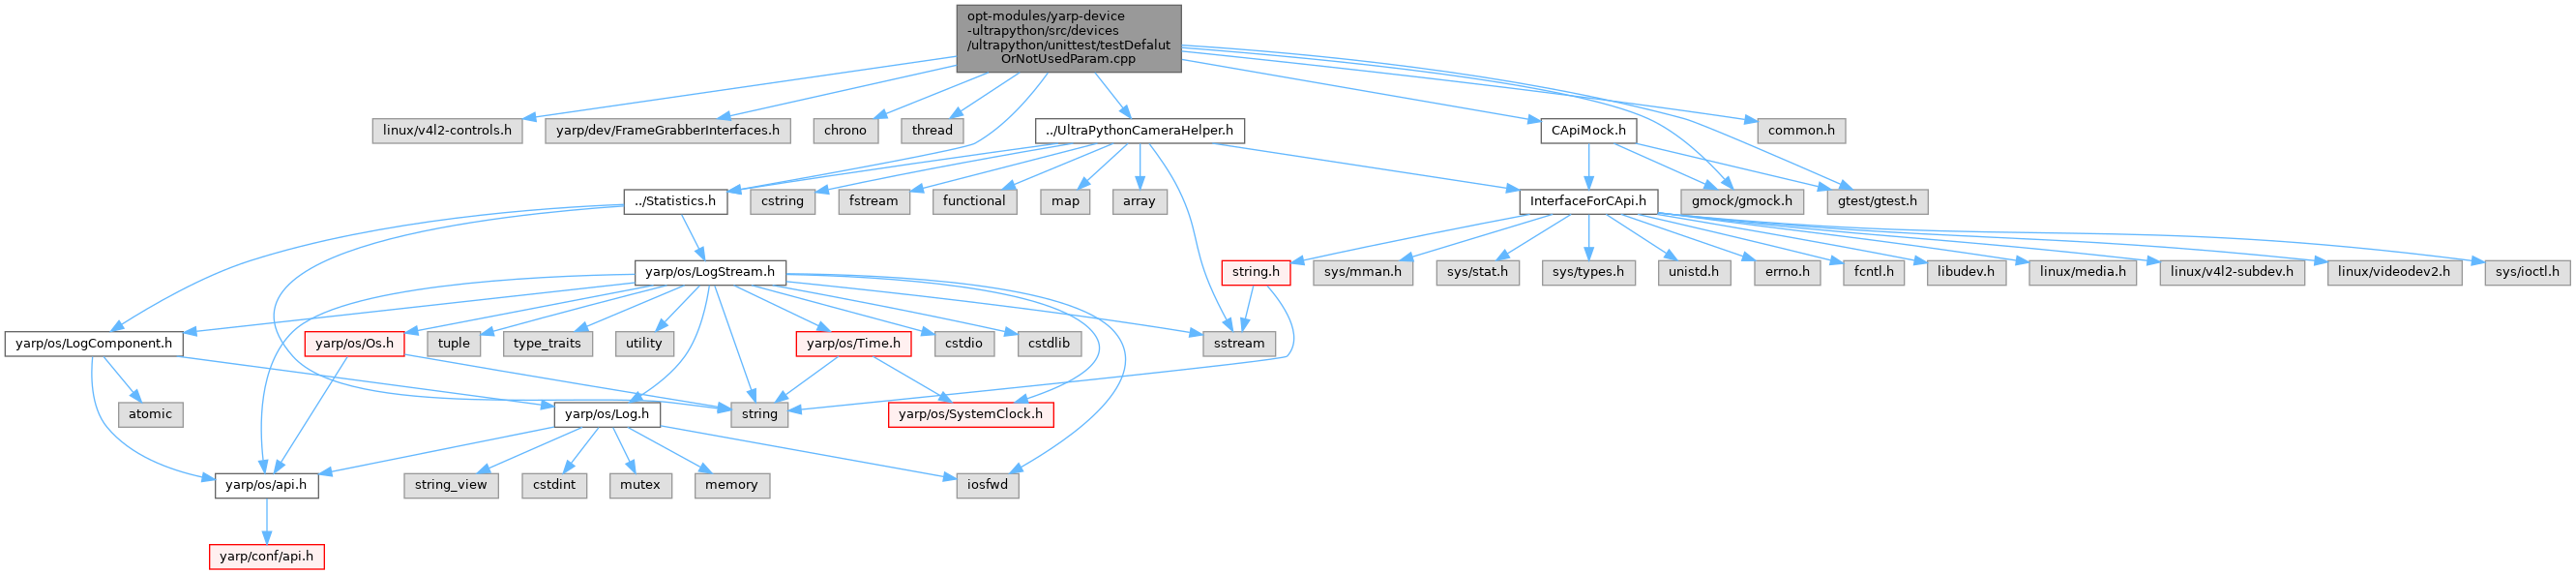 opt-modules/yarp-device
-ultrapython/src/devices
/ultrapython/unittest/testDefalut
OrNotUsedParam.cpp
linux/v4l2-controls.h
yarp/dev/FrameGrabberInterfaces.h
chrono
thread
../UltraPythonCameraHelper.h
CApiMock.h
common.h
../Statistics.h
cstring
fstream
functional
map
array
InterfaceForCApi.h
gmock/gmock.h
gtest/gtest.h
yarp/os/LogStream.h
string.h
sys/mman.h
sys/stat.h
sys/types.h
unistd.h
errno.h
fcntl.h
libudev.h
linux/media.h
linux/v4l2-subdev.h
linux/videodev2.h
sys/ioctl.h
yarp/os/LogComponent.h
yarp/os/Os.h
tuple
type_traits
utility
yarp/os/Time.h
cstdio
cstdlib
sstream
atomic
yarp/os/Log.h
string
yarp/os/SystemClock.h
yarp/os/api.h
string_view
cstdint
mutex
memory
iosfwd
yarp/conf/api.h